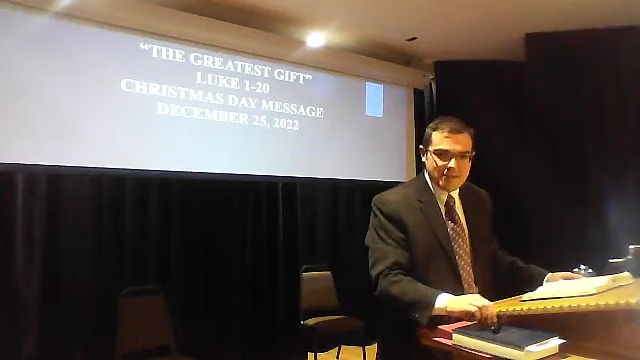 “THE GREATEST GIFT”
LUKE 1-20
CHRISTMAS DAY MESSAGE
DECEMBER 25, 2022